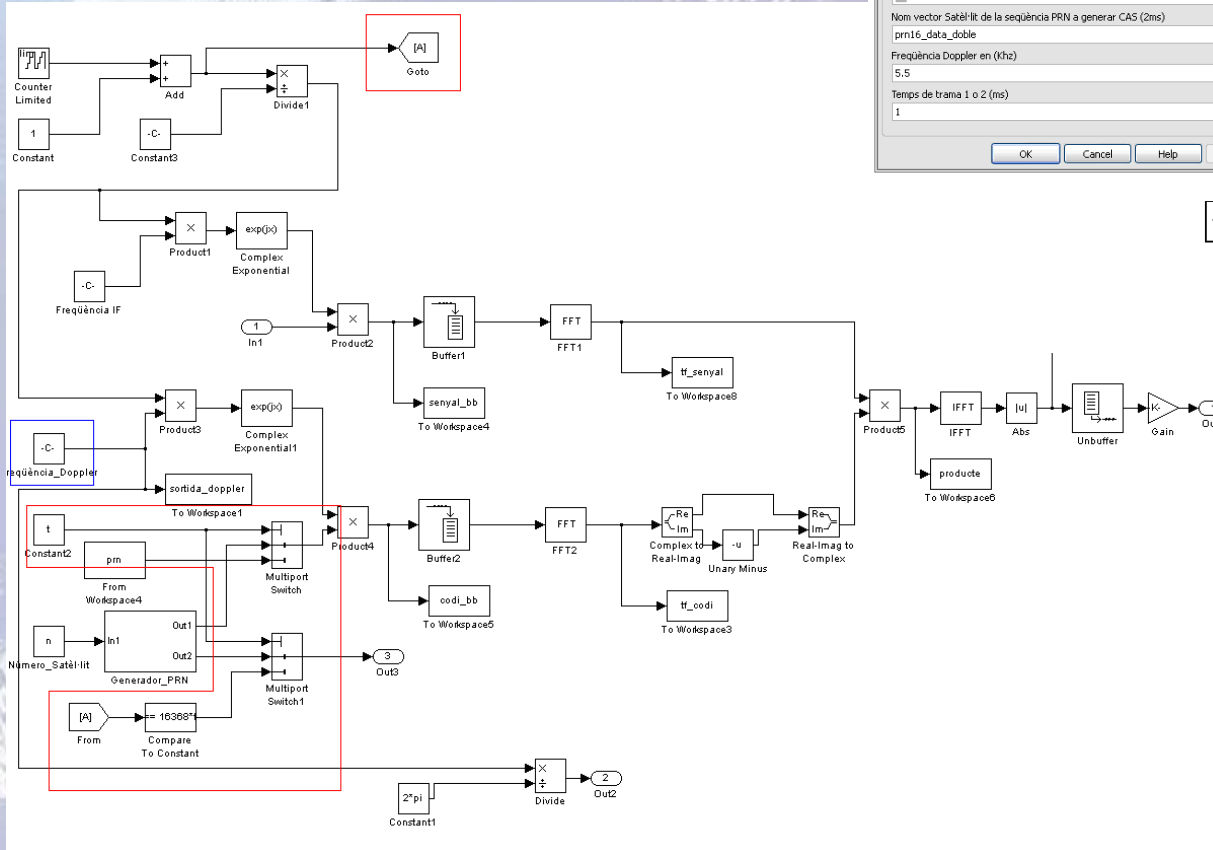 Nom vector Satèl·lit de la seqüència PRN a generar CAS (2ms)
prn16_data_doble
Freqüència Doppler en (Khz)
5.5
Temps de trama 1 o 2 (ms)
1
OK Cancel Help
lim
Counter
Limited
+
+
Add
×
÷
Divide1
[A]
Goto
1
Constant
-C-
Constant3
×
Product1
exp(jx)
Complex
Exponential
-C-
Freqüència IF
1
In1
×
Product2
Buffer1
FFT
FFT1
senyal_bb
To Workspace4
tf_senyal
To Workspace8
×
Product3
exp(jx)
Complex
Exponential1
-C-
reqüència_Doppler
sortida_doppler
To Workspace1
×
Product5
IFFT
IFFT
|u|
Abs
Unbuffer
-K-
Gain
producte
To Workspace6
t
Constant2
prn
From
Workspace4
Multiport
Switch
×
Product4
Buffer2
FFT
FFT2
Re
Im
Complex to
Real-Imag
-u
Unary Minus
Re
Im
Real-Imag to
Complex
codi_bb
To Workspace5
tf_codi
To Workspace3
n
Número_Satèl·lit
In1
Out1
Out2
Generador_PRN
Multiport
Switch1
3
Out3
[A]
From
== 16368*
Compare
To Constant
2*pi
Constant1
×
÷
Divide
2
Out2